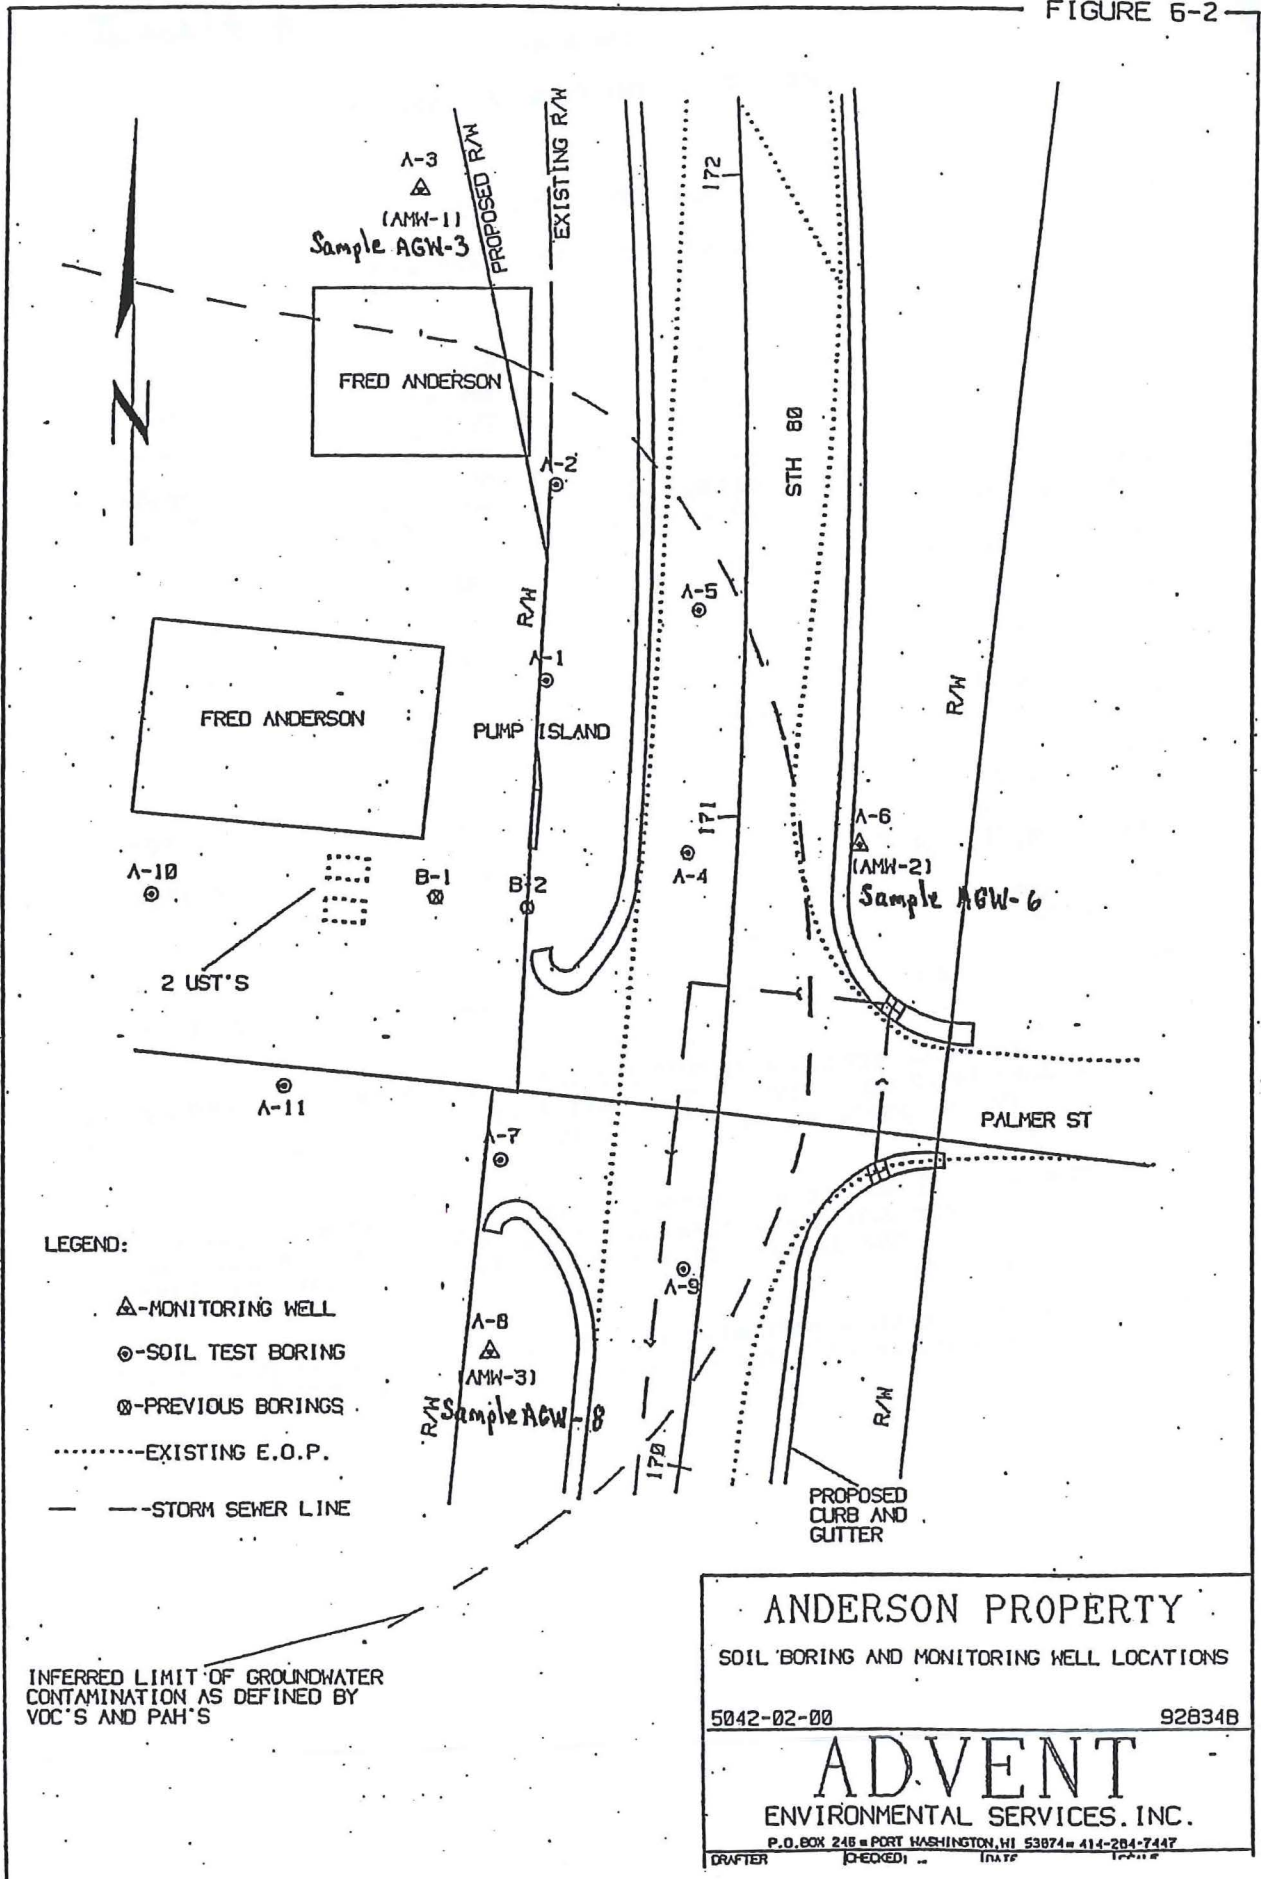 FIGURE 6-2
A-3
(AMW-1)
Sample AGW-3
PROPOSED R/W
EXISTING R/W
172
FRED ANDERSON
STH 80
A-2
A-5
R/W
A-1
FRED ANDERSON
PUMP ISLAND
R/W
171
A-6
(AMW-2)
Sample AGW-6
A-4
A-10
B-1
B-2
2 UST'S
A-11
PALMER ST
A-7
LEGEND:
-MONITORING WELL
-SOIL TEST BORING
-PREVIOUS BORINGS
-EXISTING E.O.P.
-STORM SEWER LINE
A-9
A-8
(AMW-3)
Sample AGW-8
R/W
R/W
170
PROPOSED
CURB AND
GUTTER
INFERRED LIMIT OF GROUNDWATER
CONTAMINATION AS DEFINED BY
VOC'S AND PAH'S
ANDERSON PROPERTY
SOIL BORING AND MONITORING WELL LOCATIONS
5042-02-00 92834B
ADVENT
ENVIRONMENTAL SERVICES, INC.
P.O.BOX 246 PORT WASHINGTON, WI 53074 414-284-7447
DRAFTER CHECKED: DATE
N